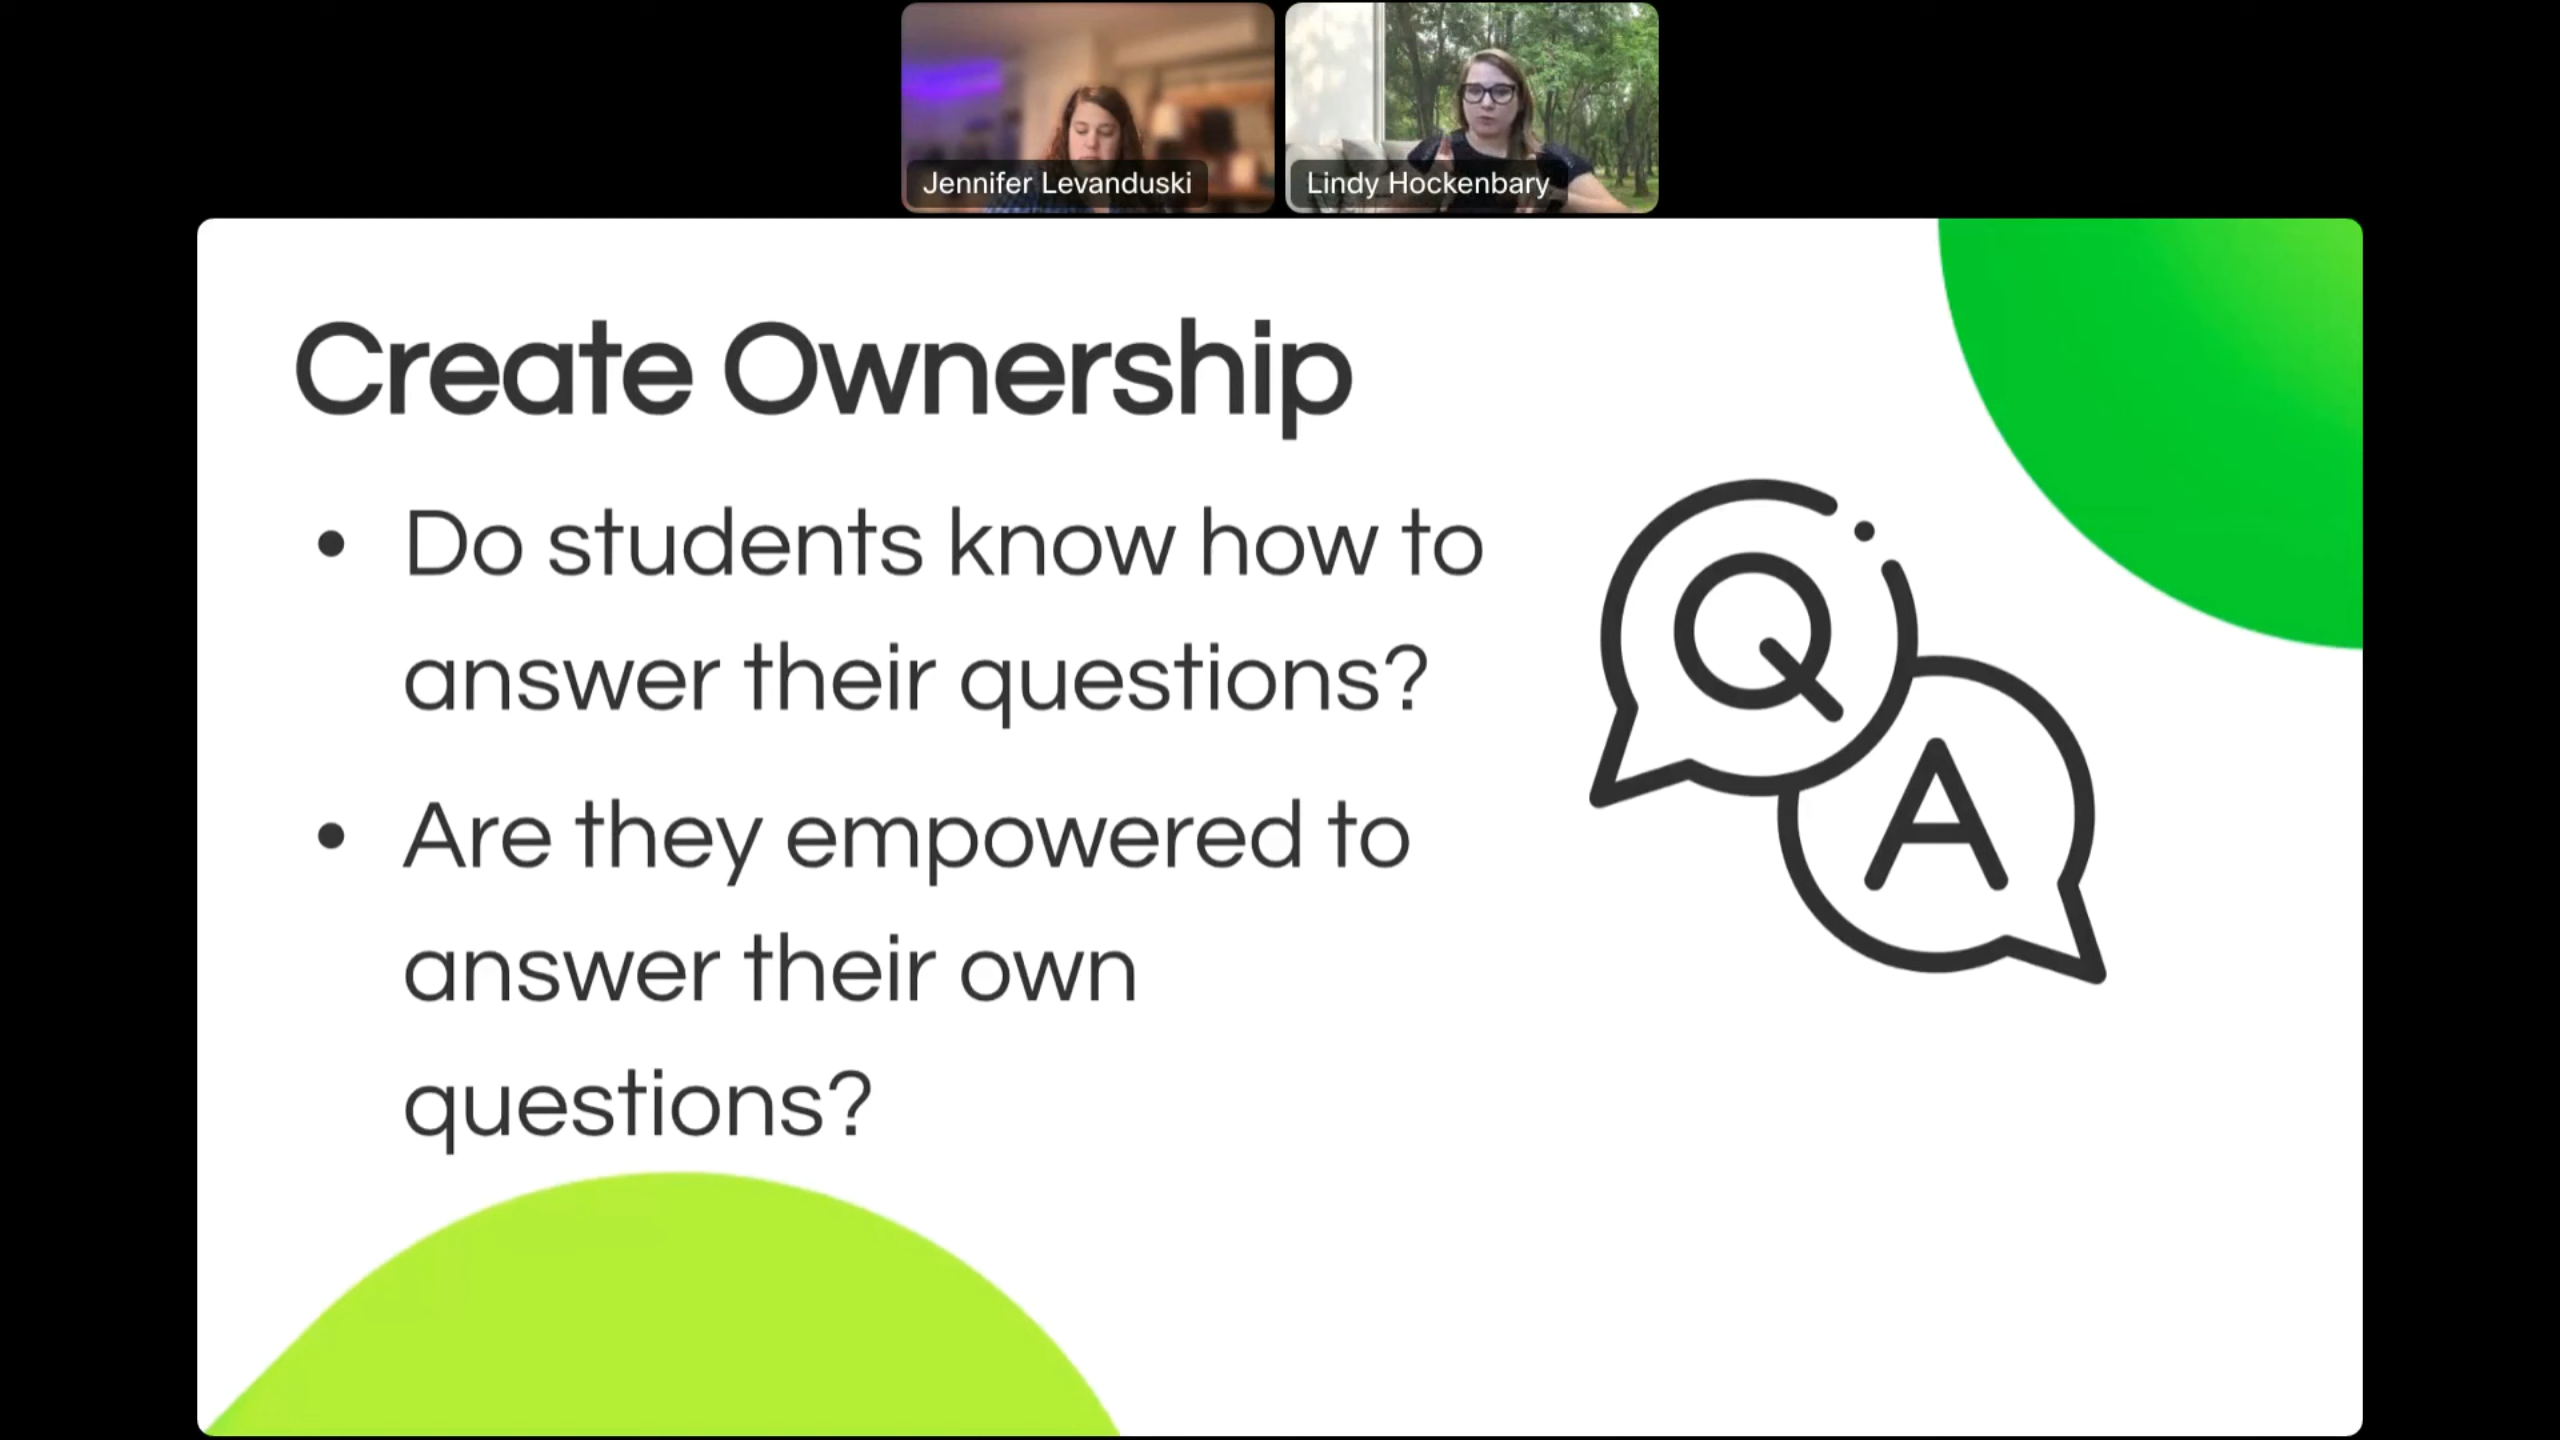 Jennifer Levanduski
Lindy Hockenbary
Create Ownership
• Do students know how to
answer their questions?
• Are they empowered to
answer their own
questions?
Q
A